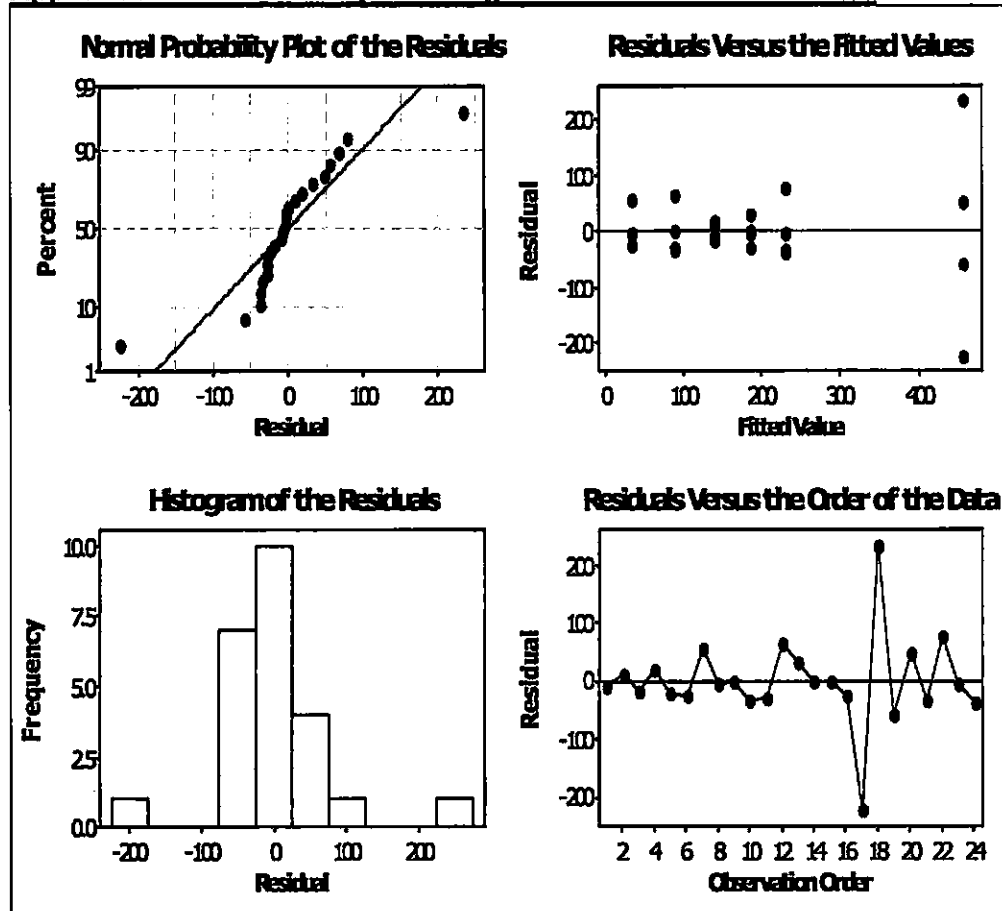 Normal Probability Plot of the Residuals
99
90
50
10
1
Percent
-200 -100 0 100 200
Residual
Residuals Versus the Fitted Values
200
100
0
-100
-200
Residual
0 100 200 300 400
Fitted Value
Histogram of the Residuals
10.0
7.5
5.0
2.5
0.0
Frequency
-200 -100 0 100 200
Residual
Residuals Versus the Order of the Data
200
100
0
-100
-200
Residual
2 4 6 8 10 12 14 16 18 20 22 24
Observation Order